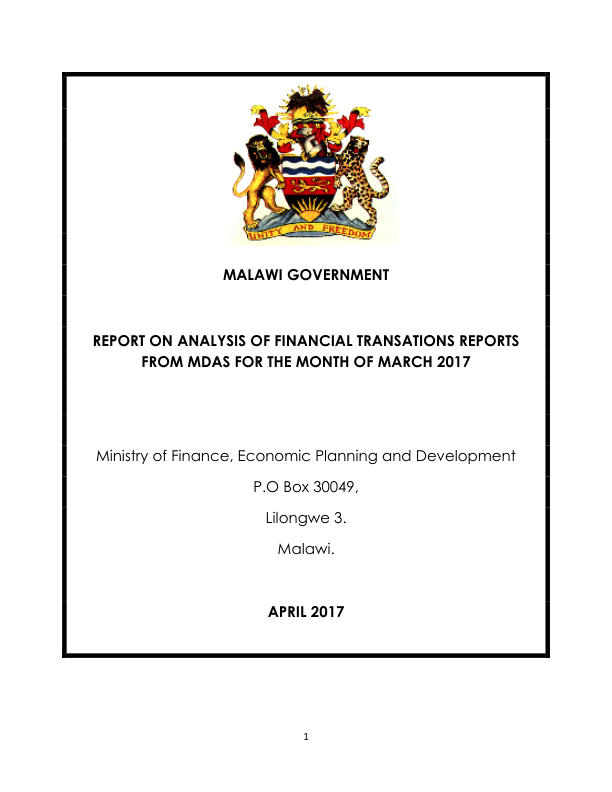 UNITY AND FREEDOM
MALAWI GOVERNMENT
REPORT ON ANALYSIS OF FINANCIAL TRANSATIONS REPORTS
FROM MDAS FOR THE MONTH OF MARCH 2017
Ministry of Finance, Economic Planning and Development
P.O Box 30049,
Lilongwe 3.
Malawi.
APRIL 2017
1